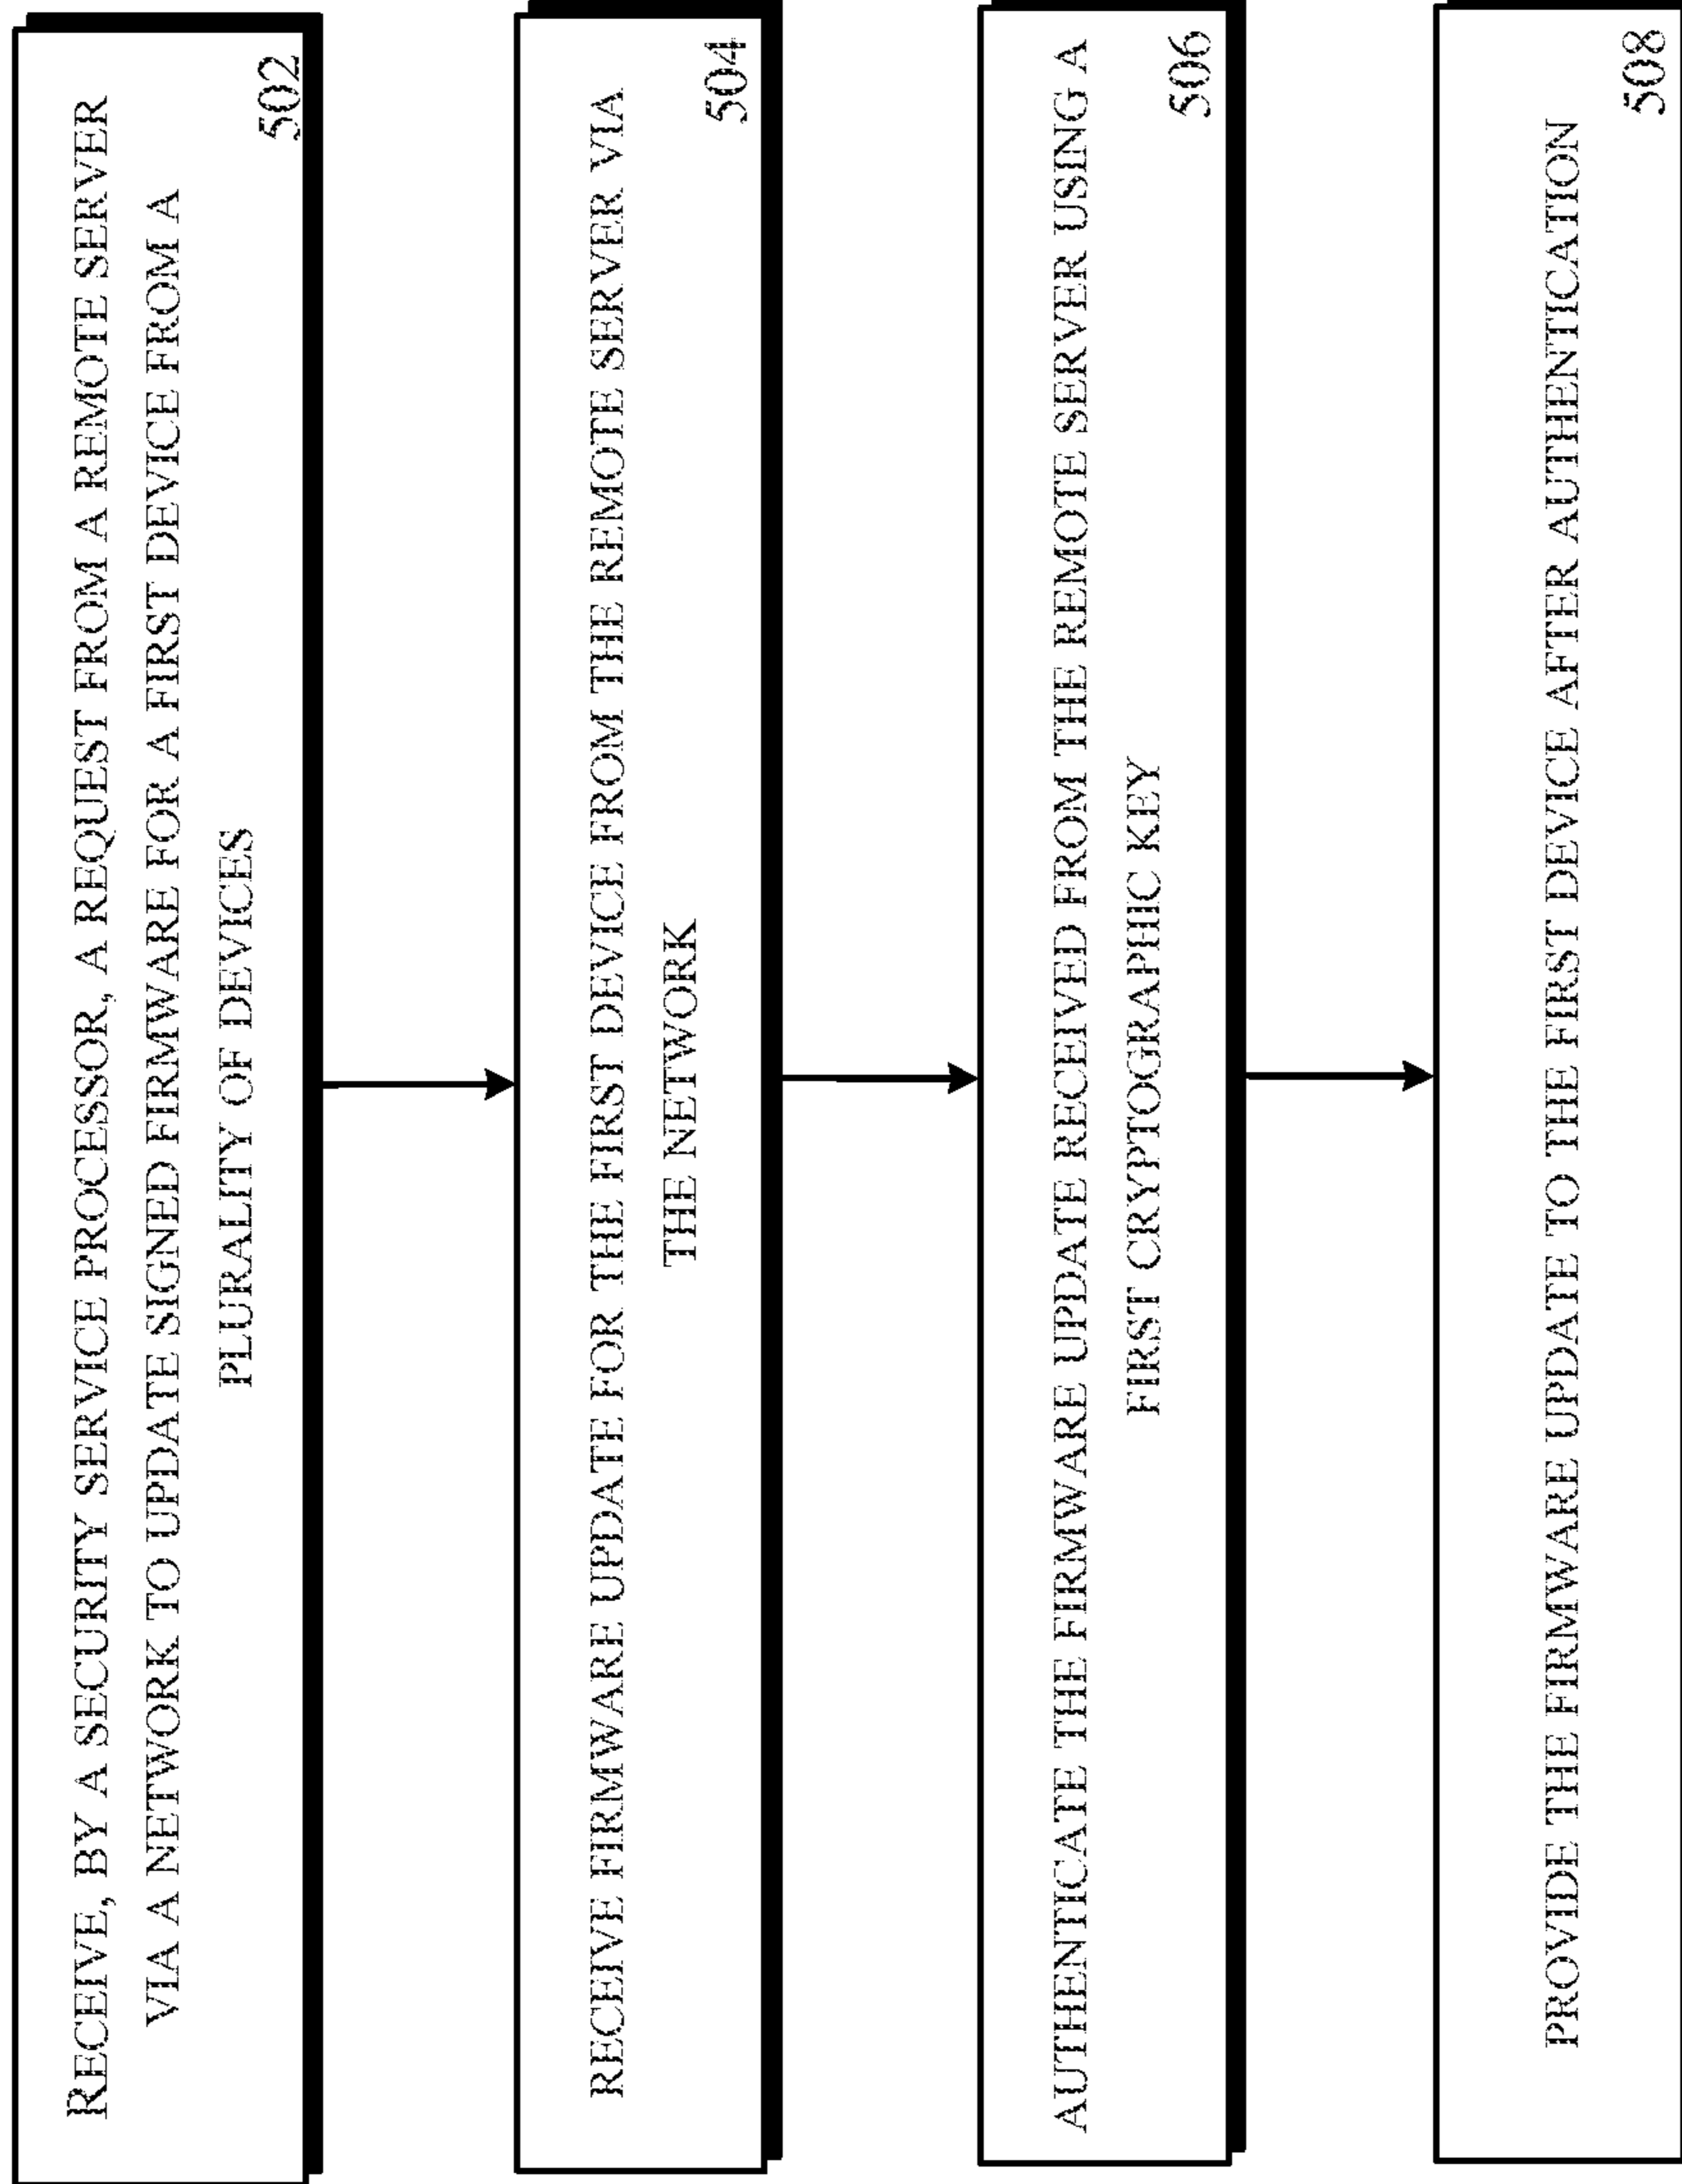 RECEIVE, BY A SECURITY SERVICE PROCESSOR, A REQUEST FROM A REMOTE SERVER
VIA A NETWORK TO UPDATE SIGNED FIRMWARE FOR A FIRST DEVICE FROM A
PLURALITY OF DEVICES
502
RECEIVE FIRMWARE UPDATE FOR THE FIRST DEVICE FROM THE REMOTE SERVER VIA
THE NETWORK
504
AUTHENTICATE THE FIRMWARE UPDATE RECEIVED FROM THE REMOTE SERVER USING A
FIRST CRYPTOGRAPHIC KEY
506
PROVIDE THE FIRMWARE UPDATE TO THE FIRST DEVICE AFTER AUTHENTICATION
508